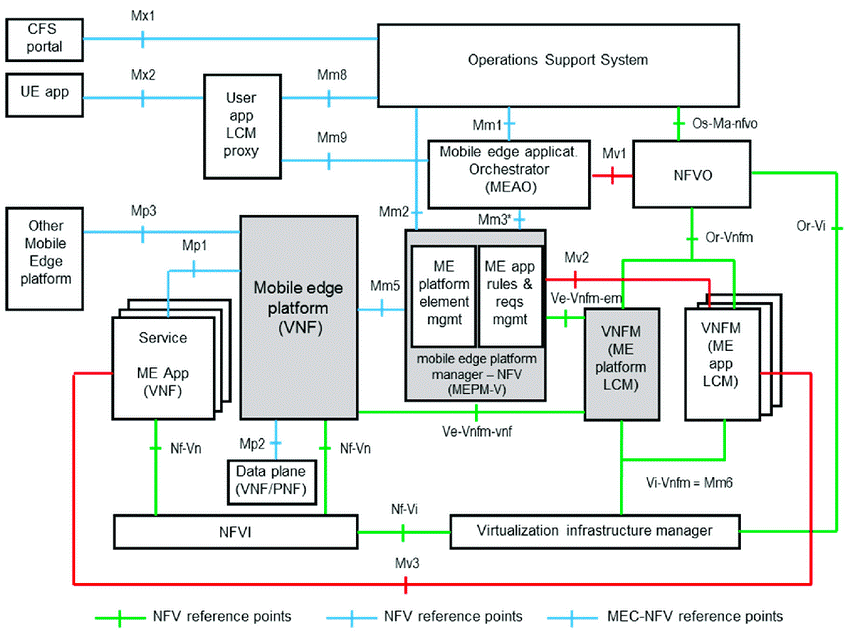 CFS
portal
Mx1
Operations Support System
UE app
Mx2
User
app
LCM
proxy
Mm8
Mm9
Mm1
Os-Ma-nfvo
Mobile edge applicat.
Orchestrator
(MEAO)
Mv1
NFVO
Other
Mobile
Edge
platform
Mp3
Mp1
Mm2
Mm3*
Or-Vnfm
Or-Vi
Mobile edge
platform
(VNF)
Mm5
ME
platform
element
mgmt
ME app
rules &
reqs
mgmt
Mv2
Ve-Vnfm-em
mobile edge platform
manager – NFV
(MEPM-V)
VNFM
(ME
platform
LCM)
VNFM
(ME
app
LCM)
Service
ME App
(VNF)
Ve-Vnfm-vnf
Nf-Vn
Mp2
Nf-Vn
Data plane
(VNF/PNF)
Vi-Vnfm = Mm6
NFVI
Nf-Vi
Virtualization infrastructure manager
Mv3
NFV reference points
NFV reference points
MEC-NFV reference points